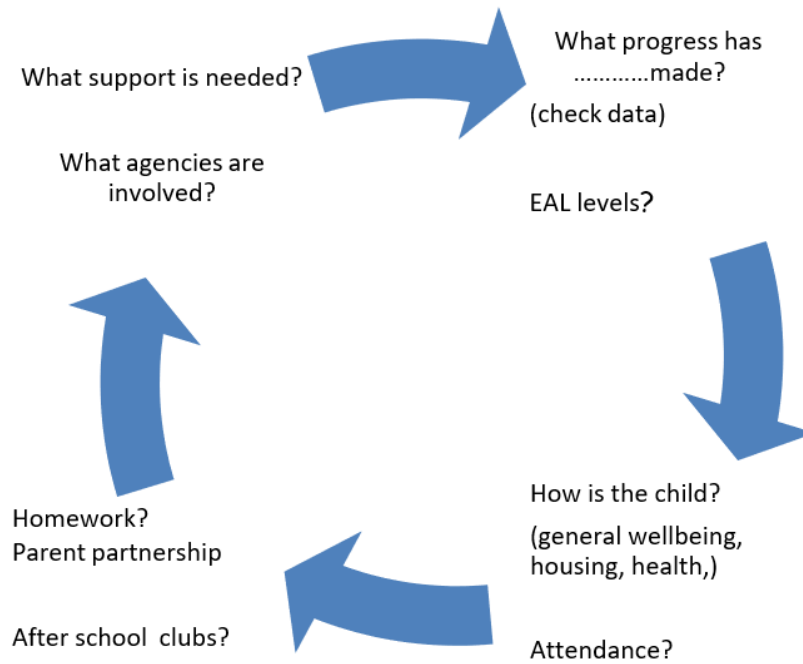 What support is needed?
What agencies are
involved?
What progress has
…………made?
(check data)
EAL levels?
How is the child?
(general wellbeing,
housing, health,)
Attendance?
Homework?
Parent partnership
After school  clubs?